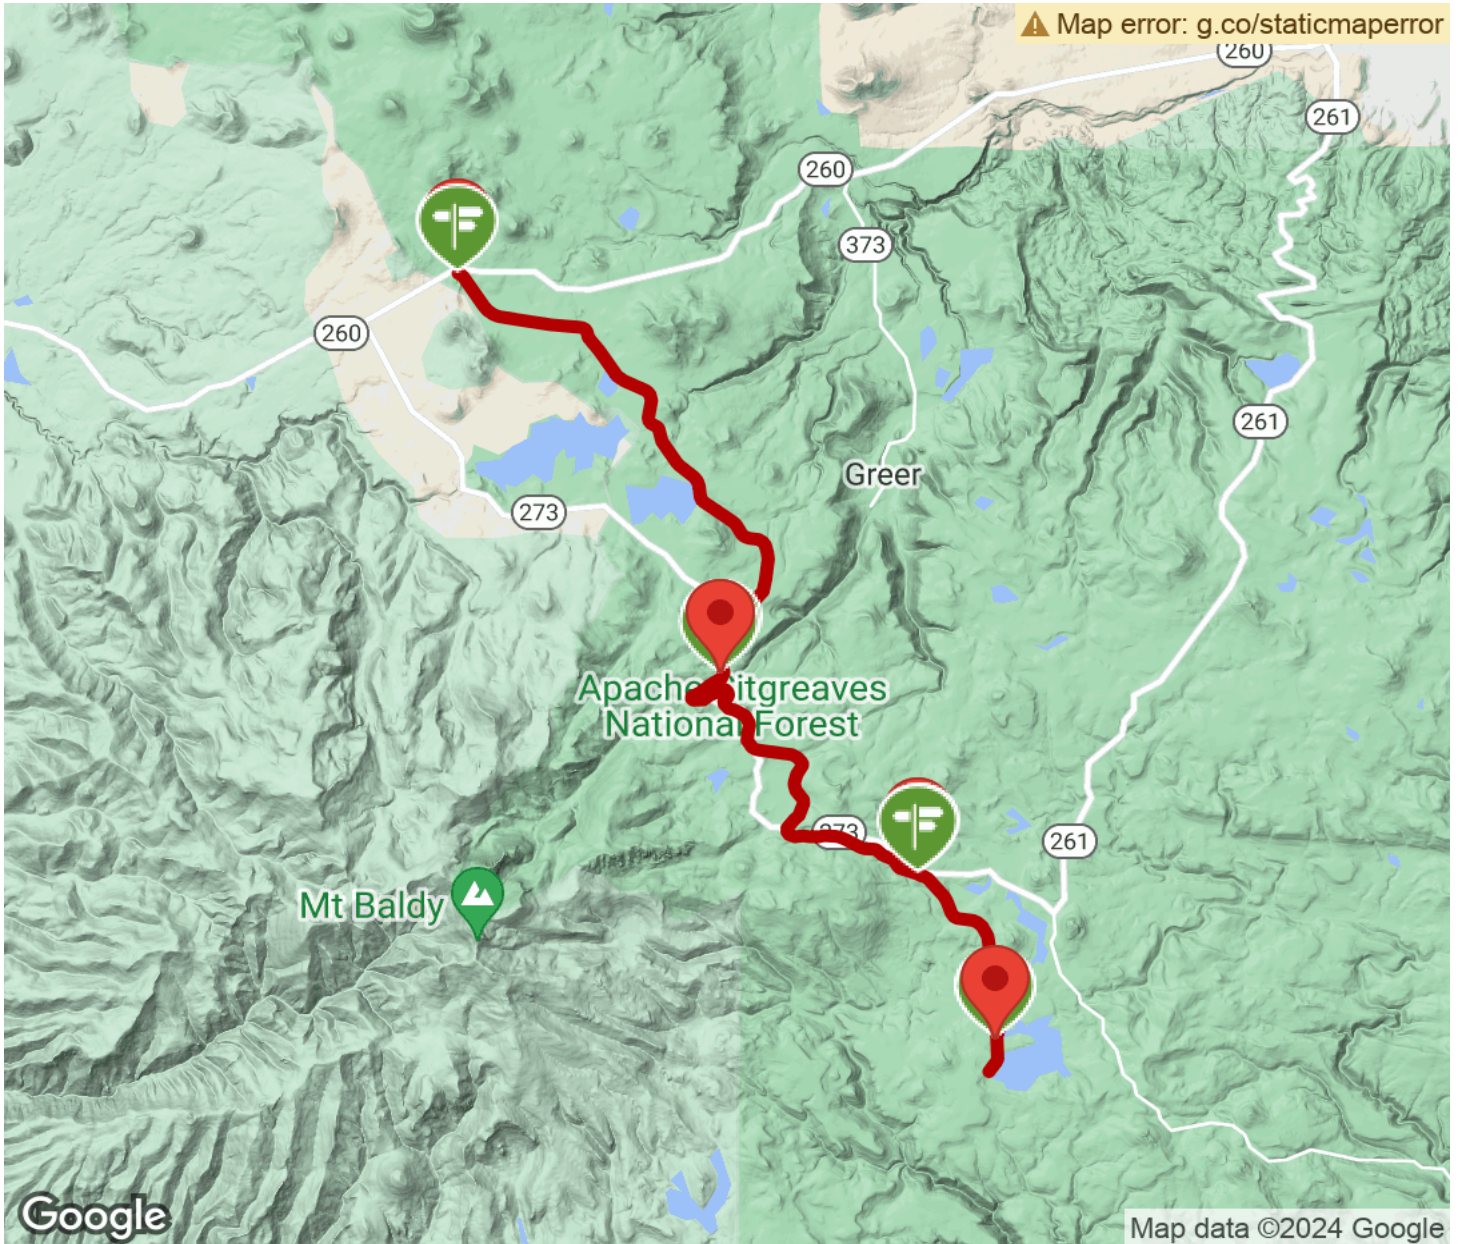 Map error: g.co/staticmaperror
260
261
260
373
260
261
Greer
273
Apache-Sitgreaves
National Forest
273
261
Mt Baldy
Google
Map data ©2024 Google